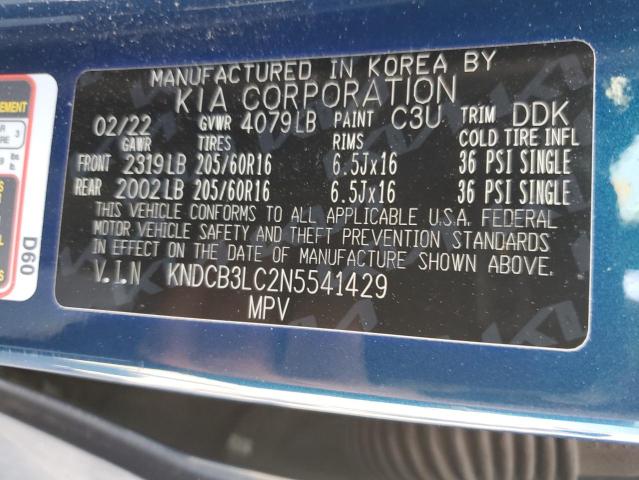 MANUFACTURED IN KOREA BY
KIA CORPORATION
02/22 GVWR 4079LB PAINT C3U TRIM DDK
GAWR TIRES RIMS COLD TIRE INFL
FRONT 2319LB 205/60R16 6.5Jx16 36 PSI SINGLE
REAR 2002LB 205/60R16 6.5Jx16 36 PSI SINGLE
THIS VEHICLE CONFORMS TO ALL APPLICABLE U.S.A. FEDERAL
MOTOR VEHICLE SAFETY AND THEFT PREVENTION STANDARDS
IN EFFECT ON THE DATE OF MANUFACTURE SHOWN ABOVE.
V.I.N KNDCB3LC2N5541429
MPV
D60